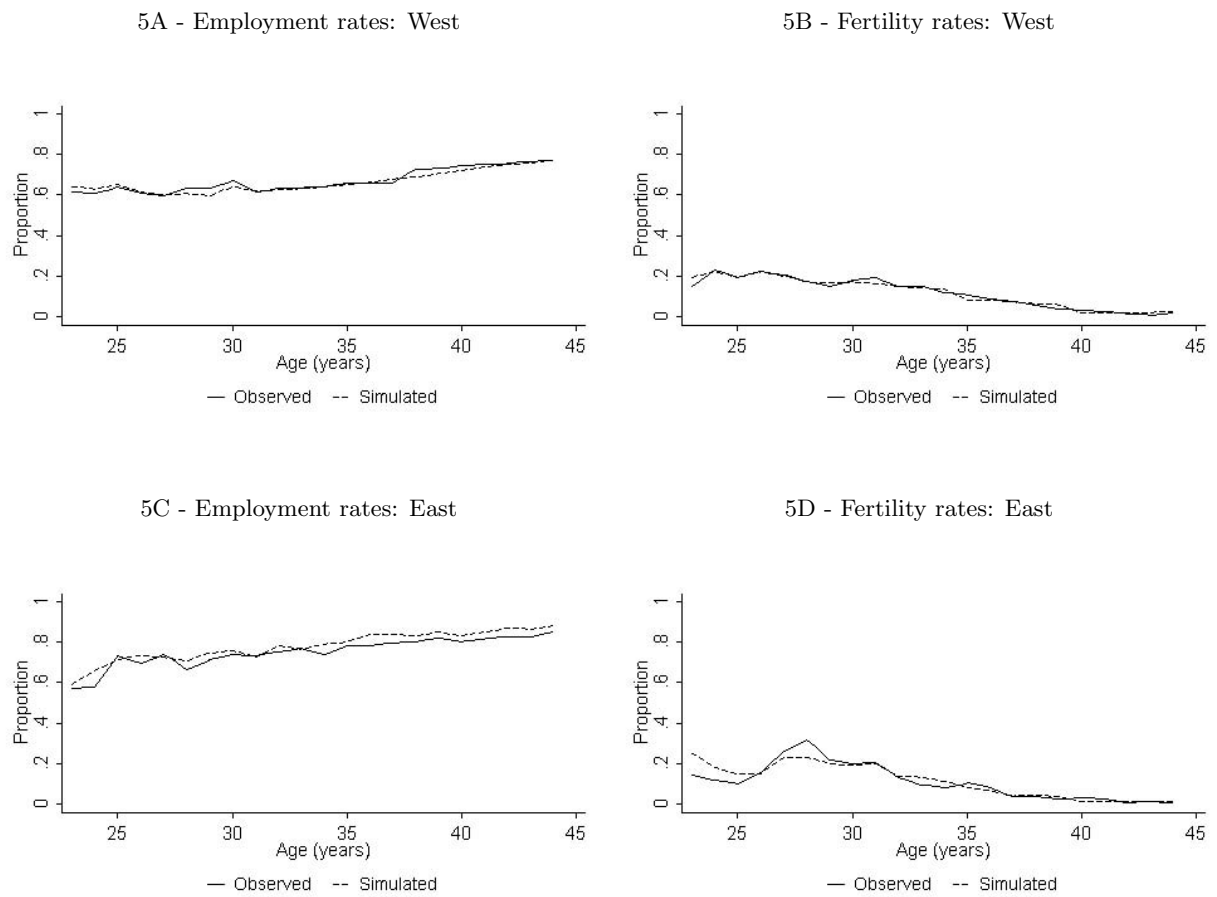 5A - Employment rates: West
Proportion
0 .2 .4 .6 .8 1
25 30 35 40 45
Age (years)
Observed Simulated
5B - Fertility rates: West
Proportion
0 .2 .4 .6 .8 1
25 30 35 40 45
Age (years)
Observed Simulated
5C - Employment rates: East
Proportion
0 .2 .4 .6 .8 1
25 30 35 40 45
Age (years)
Observed Simulated
5D - Fertility rates: East
Proportion
0 .2 .4 .6 .8 1
25 30 35 40 45
Age (years)
Observed Simulated